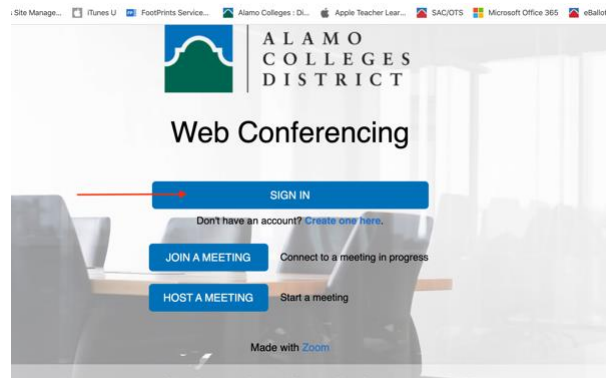 Site Manage... iTunes U FootPrints Service... Alamo Colleges : Di... Apple Teacher Lear... SAC/OTS Microsoft Office 365 eBallot
ALAMO
COLLEGES
DISTRICT
Web Conferencing
SIGN IN
Don't have an account? Create one here.
JOIN A MEETING Connect to a meeting in progress
HOST A MEETING Start a meeting
Made with Zoom